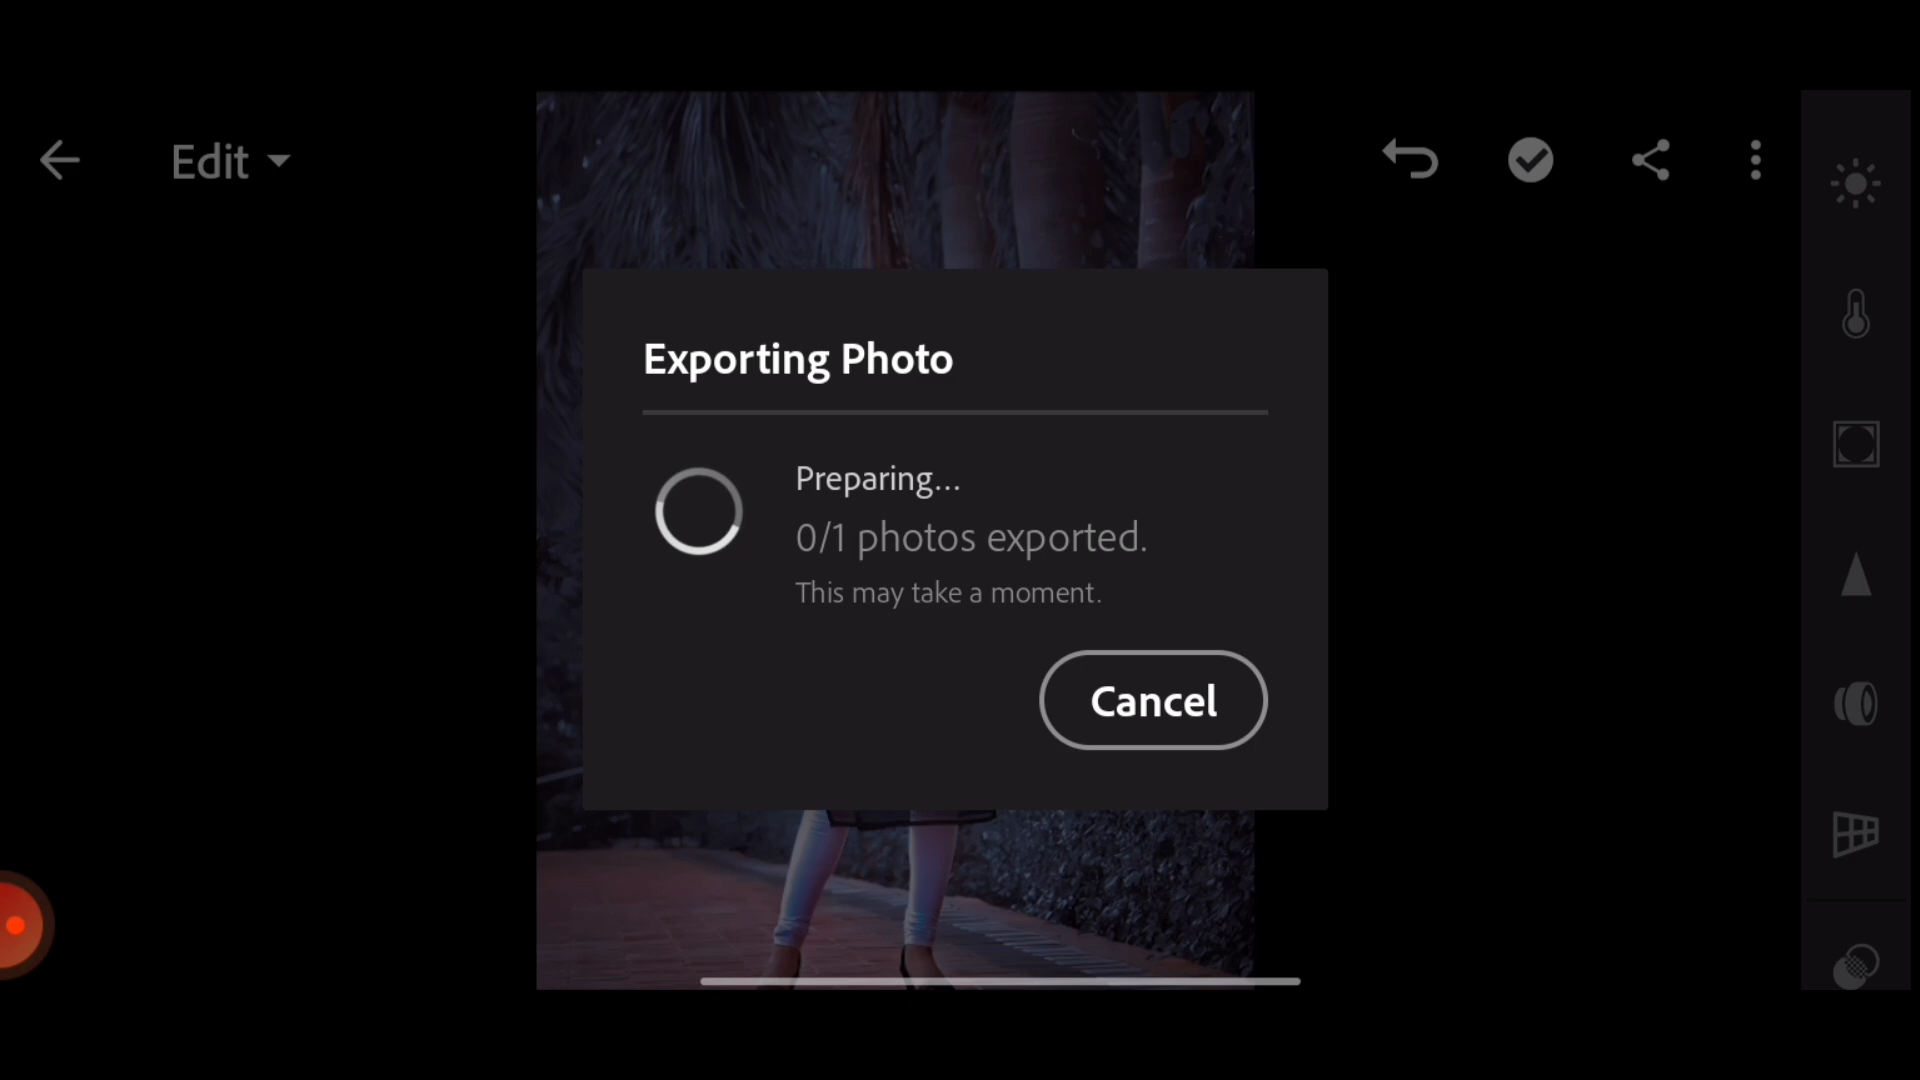 Edit
Exporting Photo
Preparing...
0/1 photos exported.
This may take a moment.
Cancel